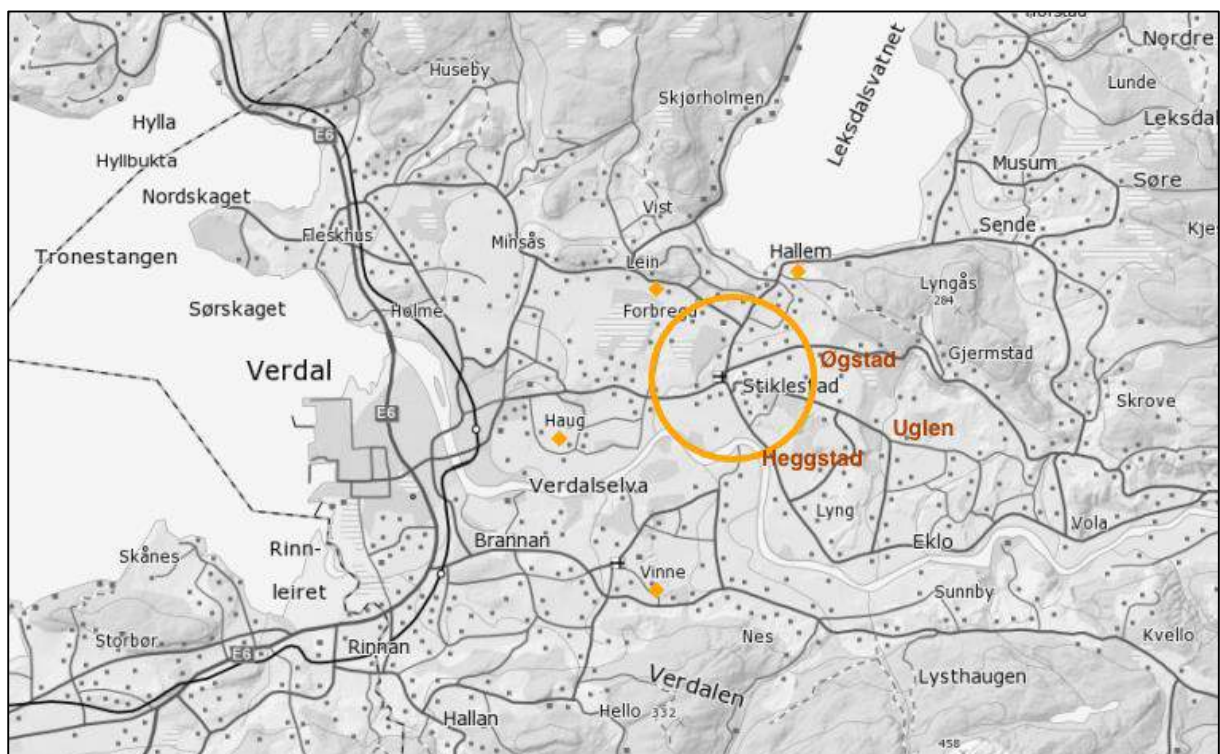 Hofstad
Nordre
Huseby
Lunde
Skjørholmen
Leksdalsvatnet
Leksdal
Hylla
E6
Hyllbukta
Musum
Søre
Nordskaget
Vist
Sende
Kjes
Fleskhus
Minsås
Hallem
Tronestangen
Lein
Lyngås
284
Sørskaget
Holme
Forbregd
Gjermstad
Verdal
Øgstad
Stiklestad
Skrove
E6
Haug
Uglen
Heggstad
Verdalselva
Lyng
Vola
Brannan
Eklo
Skånes
Rinn-
leiret
Vinne
Sunnby
Storbør
Rinnan
Nes
Kvello
E6
Verdalen
Lysthaugen
Hallan
Hello
332
458